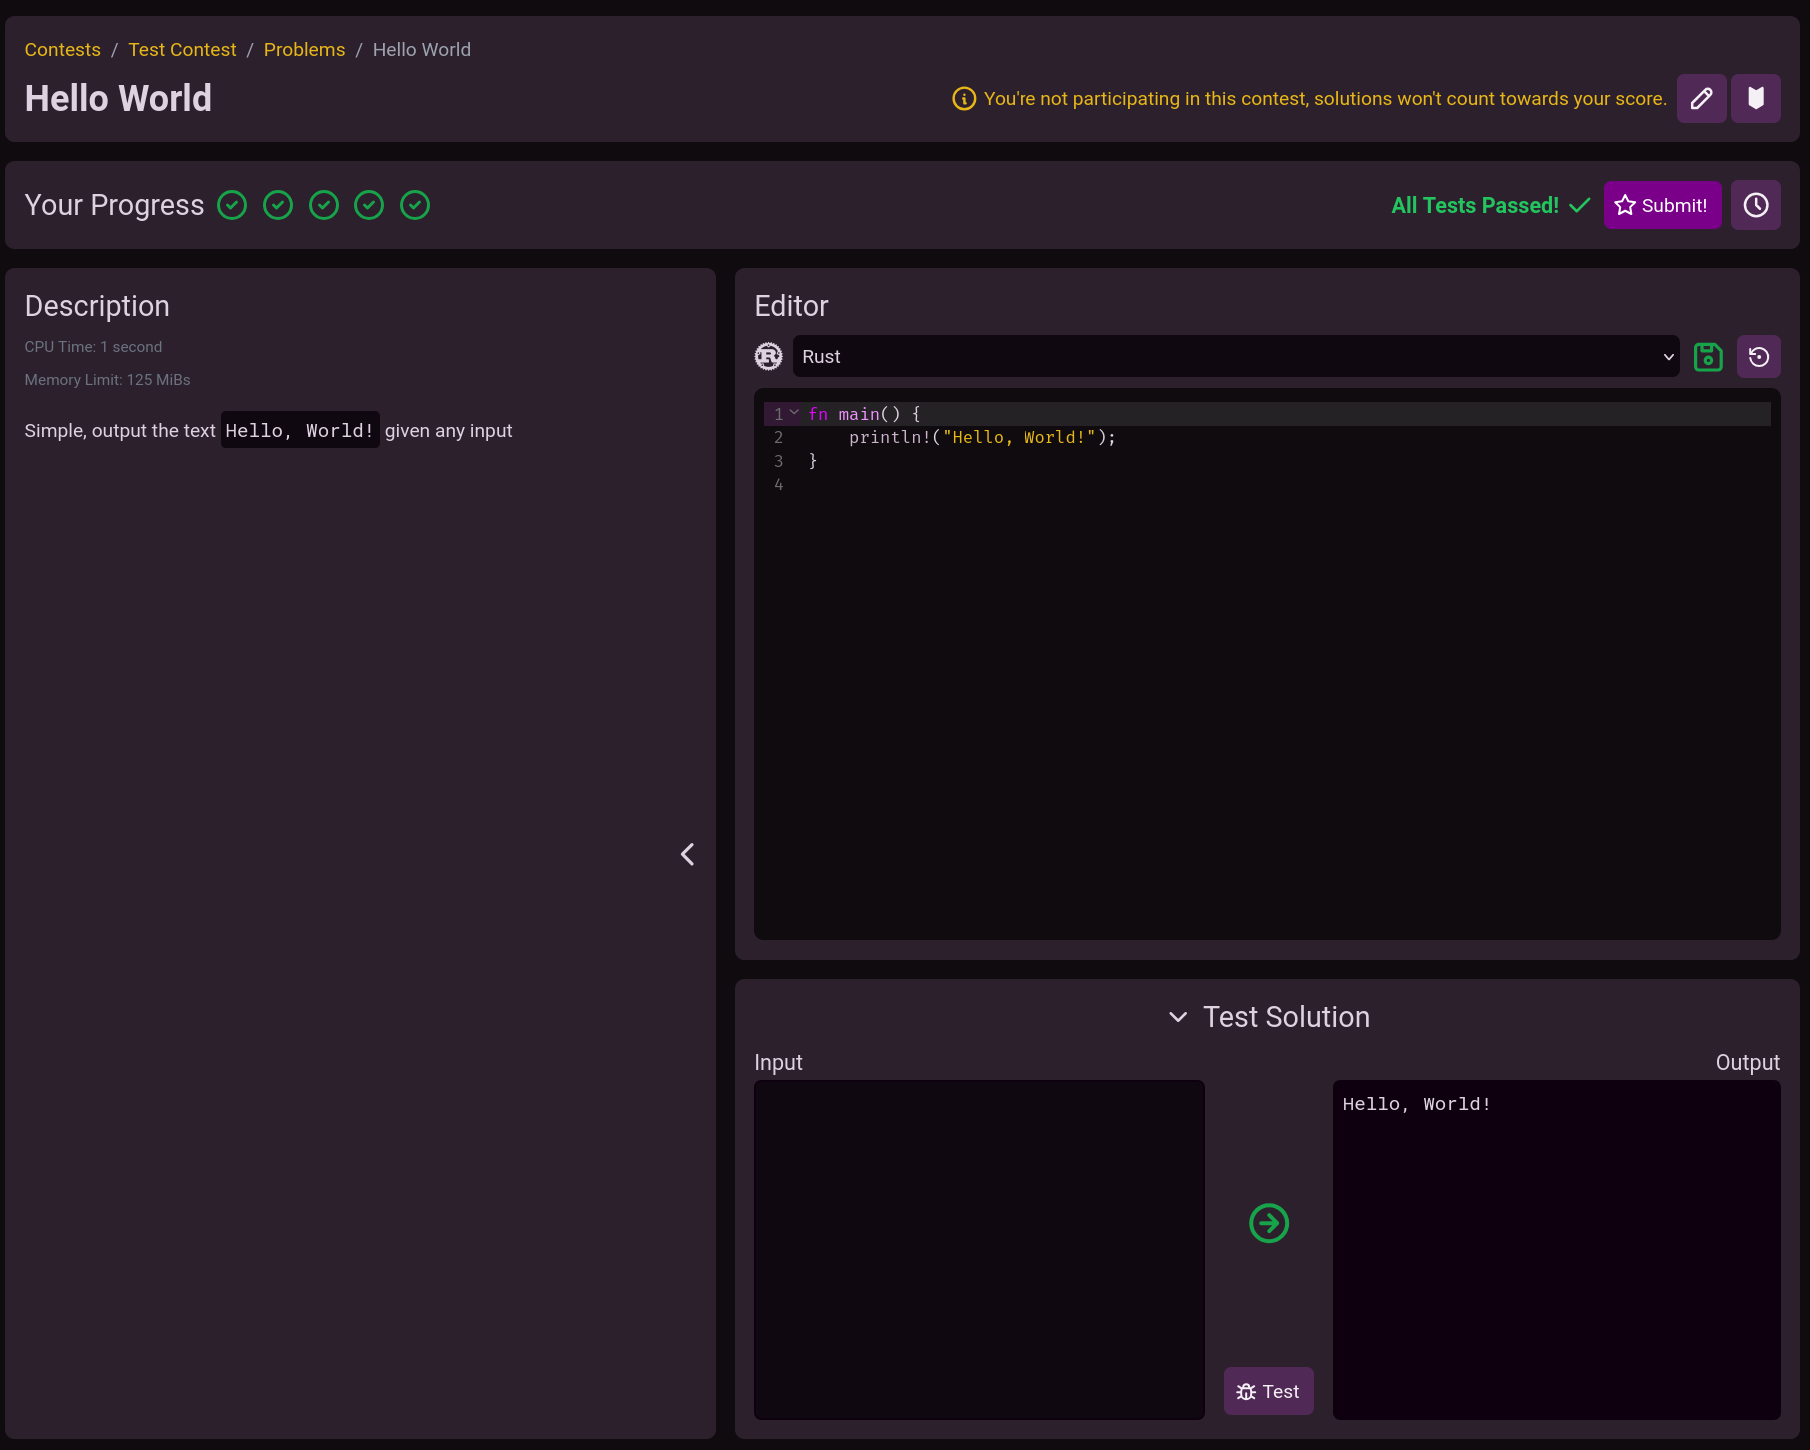 Contests / Test Contest / Problems / Hello World
Hello World
You're not participating in this contest, solutions won't count towards your score.
Your Progress
All Tests Passed!
Submit!
Description
CPU Time: 1 second
Memory Limit: 125 MiBs
Simple, output the text Hello, World! given any input
Editor
R
Rust
1 fn main() {
2     println!("Hello, World!");
3 }
4
Test Solution
Input
Output
Hello, World!
Test